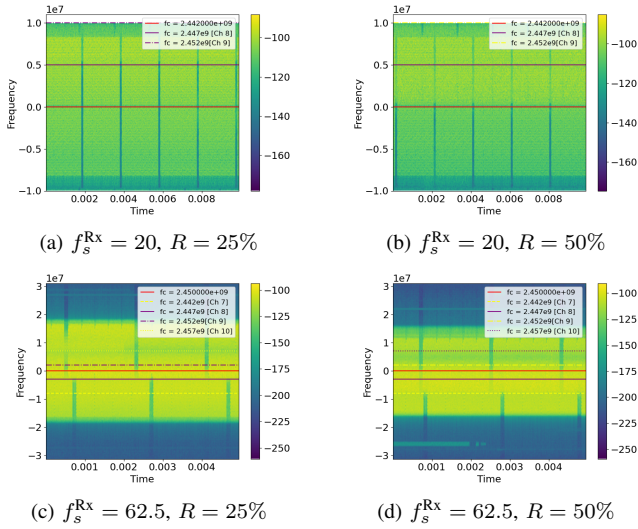 1e7
fc = 2.442000e+09
fc = 2.447e9 [Ch 8]
fc = 2.452e9 [Ch 9]
1.0
0.5
0.0
−0.5
−1.0
Frequency
0.002 0.004 0.006 0.008
Time
−100
−120
−140
−160
(a) f_s^Rx = 20, R = 25%
1e7
fc = 2.442000e+09
fc = 2.447e9 [Ch 8]
fc = 2.452e9 [Ch 9]
1.0
0.5
0.0
−0.5
−1.0
Frequency
0.002 0.004 0.006 0.008
Time
−100
−120
−140
−160
(b) f_s^Rx = 20, R = 50%
1e7
fc = 2.450000e+09
fc = 2.442e9 [Ch 7]
fc = 2.447e9 [Ch 8]
fc = 2.452e9[Ch 9]
fc = 2.457e9 [Ch 10]
3
2
1
0
−1
−2
−3
Frequency
0.001 0.002 0.003 0.004
Time
−100
−125
−150
−175
−200
−225
−250
(c) f_s^Rx = 62.5, R = 25%
1e7
fc = 2.450000e+09
fc = 2.442e9 [Ch 7]
fc = 2.447e9 [Ch 8]
fc = 2.452e9[Ch 9]
fc = 2.457e9 [Ch 10]
3
2
1
0
−1
−2
−3
Frequency
0.001 0.002 0.003 0.004
Time
−100
−125
−150
−175
−200
−225
−250
(d) f_s^Rx = 62.5, R = 50%